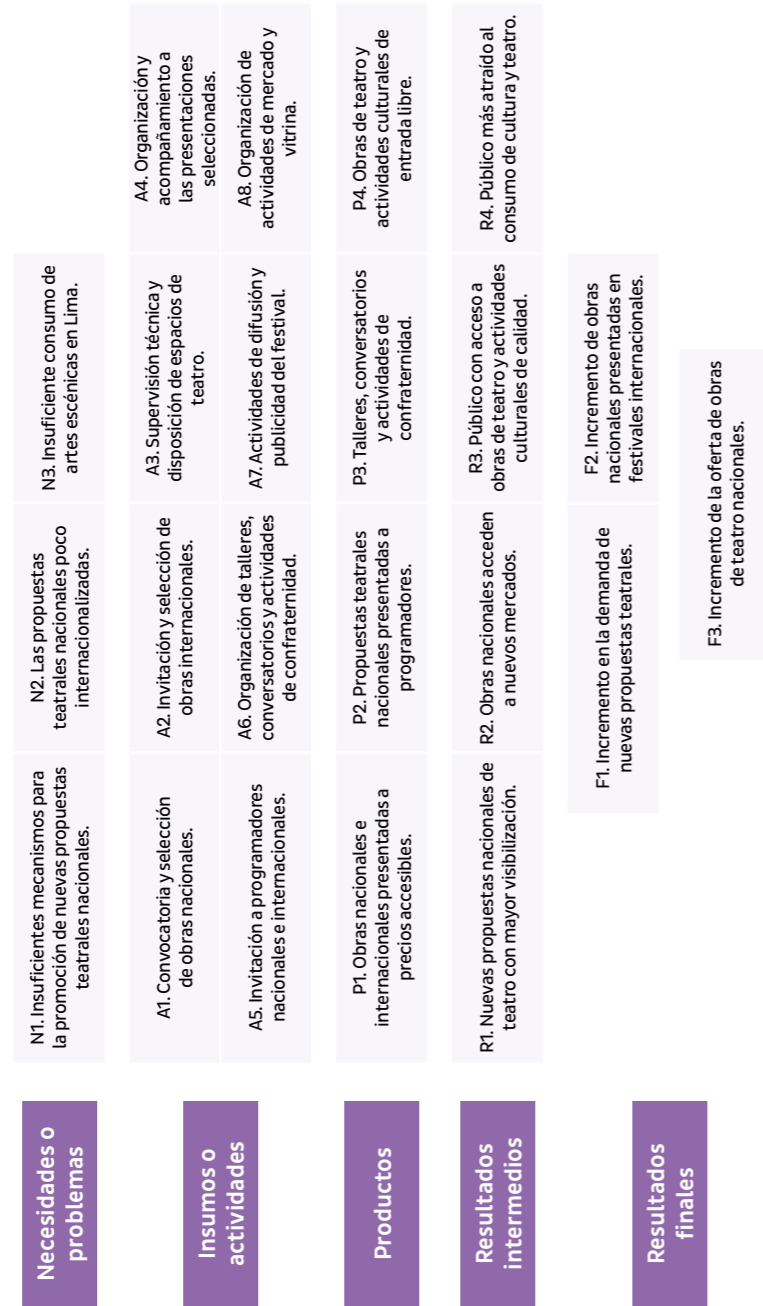 Necesidades o
problemas
N1. Insuficientes mecanismos para
la promoción de nuevas propuestas
teatrales nacionales.
N2. Las propuestas
teatrales nacionales poco
internacionalizadas.
N3. Insuficiente consumo de
artes escénicas en Lima.
Insumos o
actividades
A1. Convocatoria y selección
de obras nacionales.
A2. Invitación y selección de
obras internacionales.
A3. Supervisión técnica y
disposición de espacios de
teatro.
A4. Organización y
acompañamiento a
las presentaciones
seleccionadas.
A5. Invitación a programadores
nacionales e internacionales.
A6. Organización de talleres,
conversatorios y actividades
de confraternidad.
A7. Actividades de difusión y
publicidad del festival.
A8. Organización de
actividades de mercado y
vitrina.
Productos
P1. Obras nacionales e
internacionales presentadas a
precios accesibles.
P2. Propuestas teatrales
nacionales presentadas a
programadores.
P3. Talleres, conversatorios
y actividades de
confraternidad.
P4. Obras de teatro y
actividades culturales de
entrada libre.
Resultados
intermedios
R1. Nuevas propuestas nacionales de
teatro con mayor visibilización.
R2. Obras nacionales acceden
a nuevos mercados.
R3. Público con acceso a
obras de teatro y actividades
culturales de calidad.
R4. Público más atraído al
consumo de cultura y teatro.
Resultados
finales
F1. Incremento en la demanda de
nuevas propuestas teatrales.
F2. Incremento de obras
nacionales presentadas en
festivales internacionales.
F3. Incremento de la oferta de obras
de teatro nacionales.